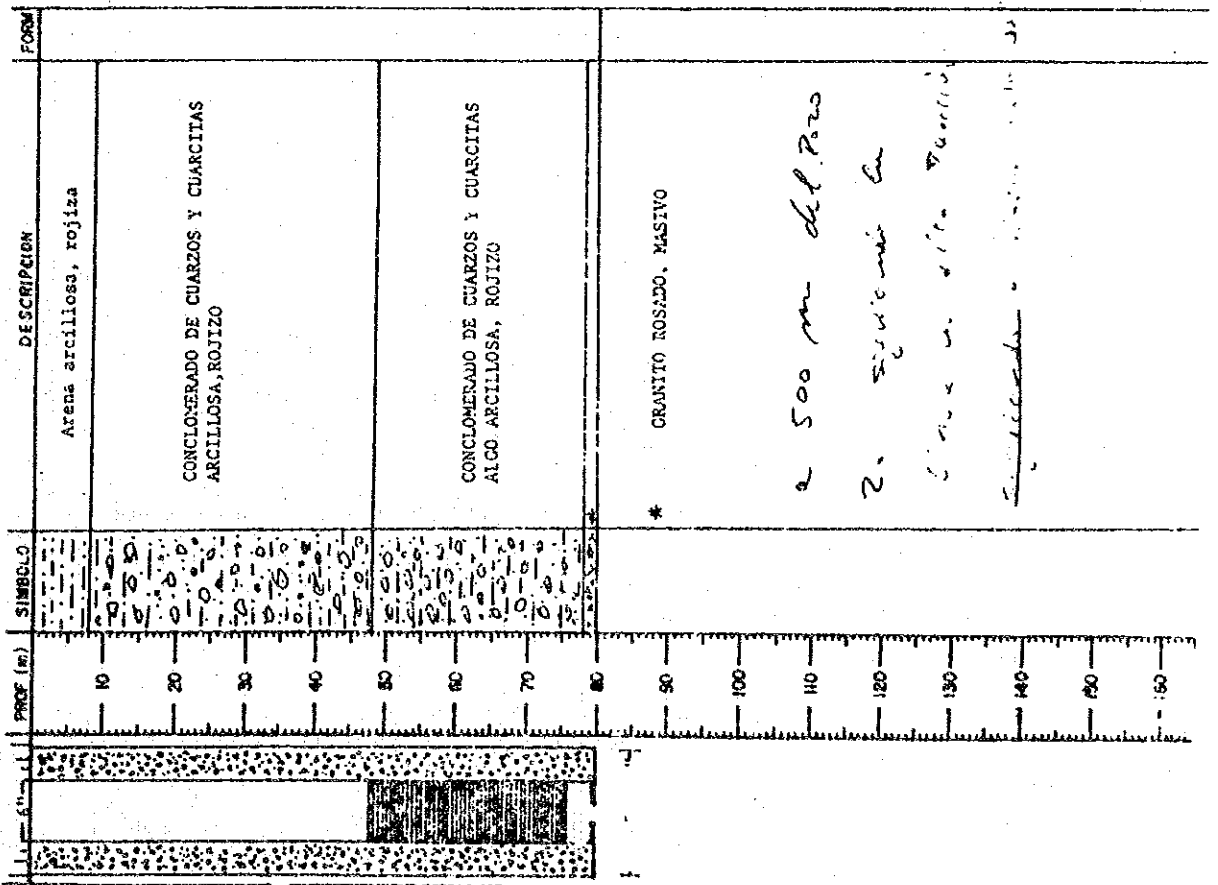 6"
PROF (m)
SIMBOLO
DESCRIPCION
FORM
Arena arcillosa, rojiza
CONCLOMERADO DE CUARZOS Y CUARCITAS
ARCILLOSA,ROJIZO
CONCLOMERADO DE CUARZOS Y CUARCITAS
ALGO ARCILLOSA, ROJIZO
*
* GRANITO ROSADO, MASIVO
a 500 m del Pozo
10
20
30
40
50
60
70
80
90
100
110
120
130
140
150
160